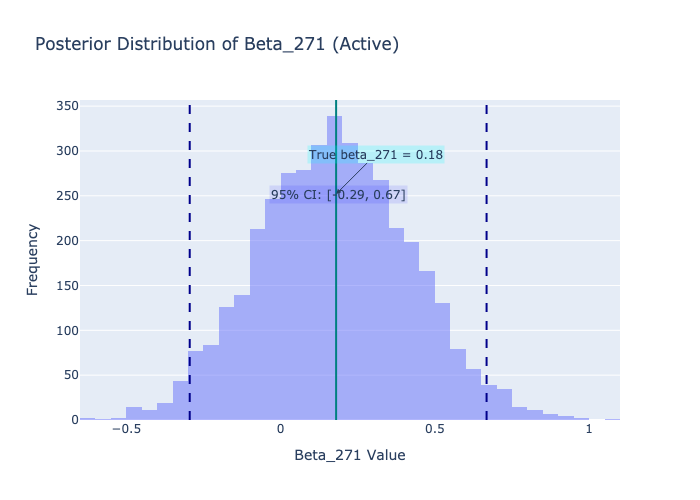 Posterior Distribution of Beta_271 (Active)
350
300
250
200
150
100
50
0
Frequency
True beta_271 = 0.18
95% CI: [-0.29, 0.67]
−0.5
0
0.5
1
Beta_271 Value